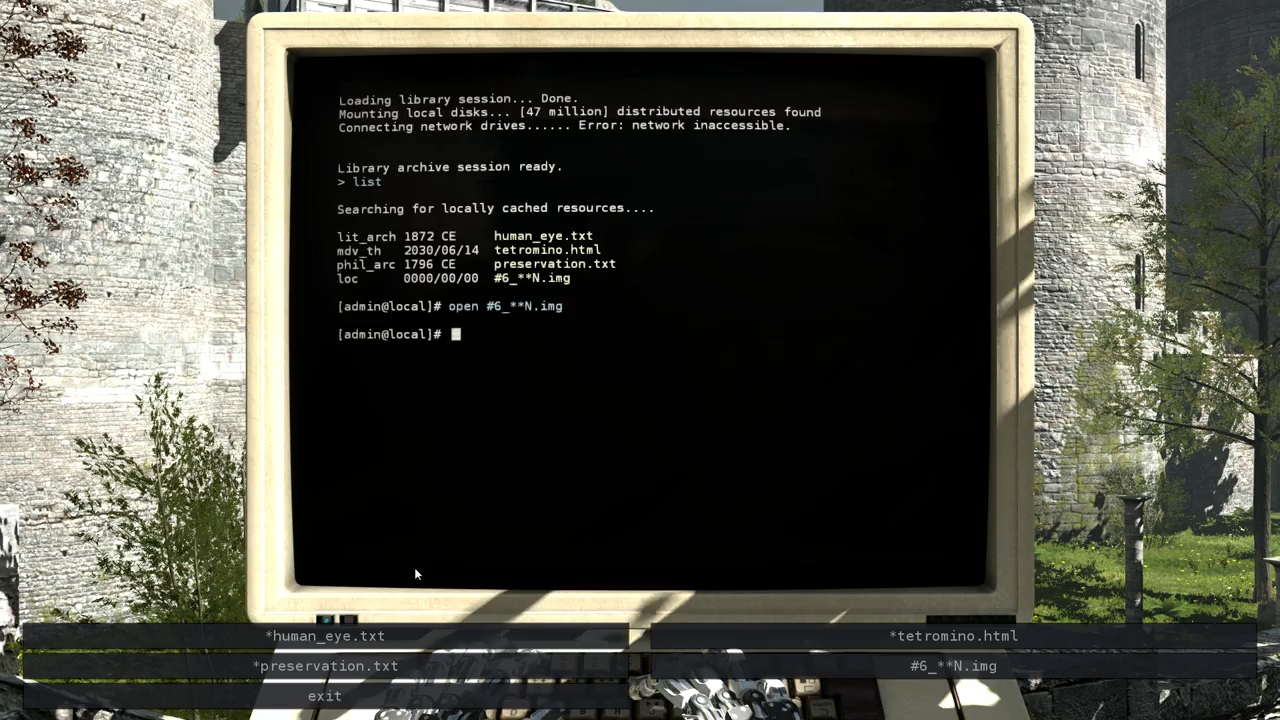 Loading library session... Done.
Mounting local disks... [47 million] distributed resources found
Connecting network drives...... Error: network inaccessible.
Library archive session ready.
> list
Searching for locally cached resources....
lit_arch 1872 CE human_eye.txt
mdv_th 2030/06/14 tetromino.html
phil_arc 1796 CE preservation.txt
loc 0000/00/00 #6_**N.img
[admin@local]# open #6_**N.img
[admin@local]#
*human_eye.txt *tetromino.html
*preservation.txt #6_**N.img
exit